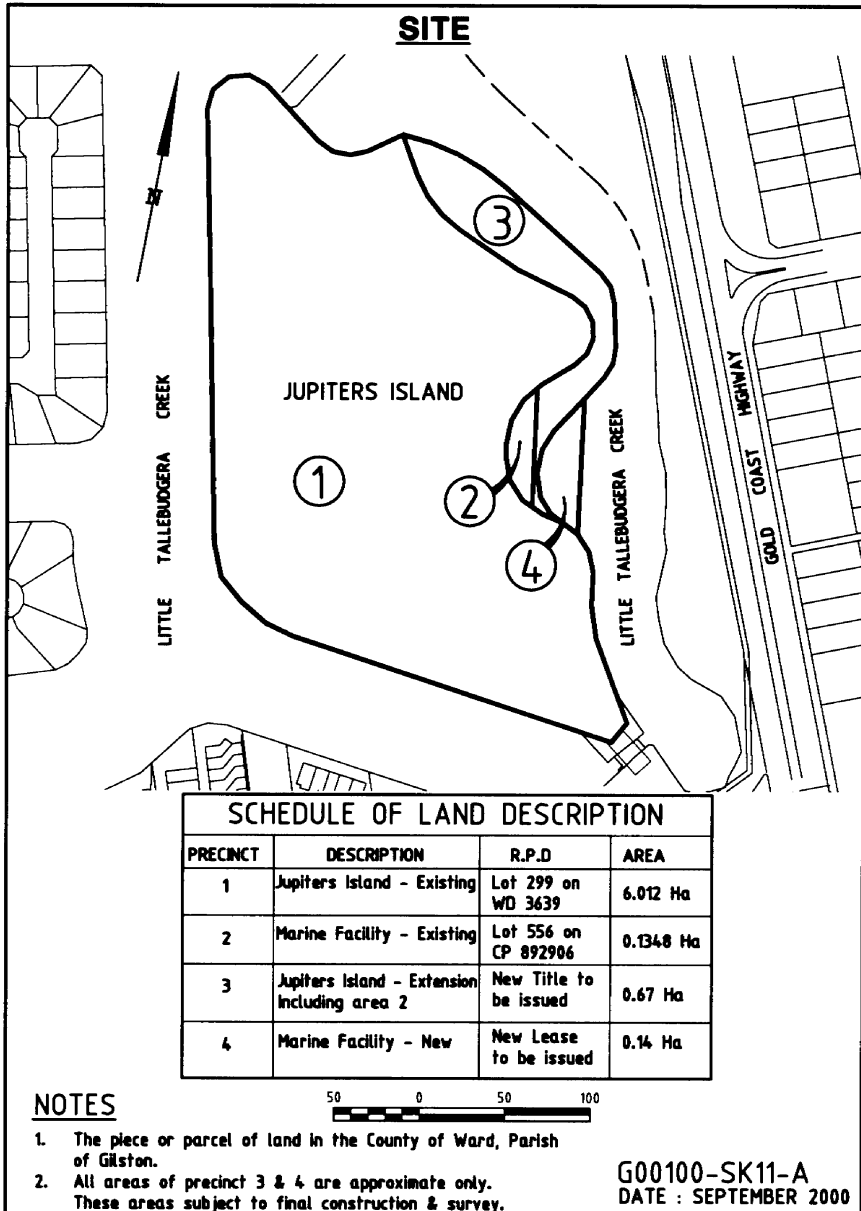 SITE
N
3
JUPITERS ISLAND
1
2
4
LITTLE TALLEBUDGERA CREEK
LITTLE TALLEBUDGERA CREEK
GOLD COAST HIGHWAY
SCHEDULE OF LAND DESCRIPTION
PRECINCT DESCRIPTION R.P.D AREA
1 Jupiters Island - Existing Lot 299 on WD 3639 6.012 Ha
2 Marine Facility - Existing Lot 556 on CP 892906 0.1348 Ha
3 Jupiters Island - Extension Including area 2 New Title to be issued 0.67 Ha
4 Marine Facility - New New Lease to be issued 0.14 Ha
50 0 50 100
NOTES
1. The piece or parcel of land in the County of Ward, Parish
of Gilston.
2. All areas of precinct 3 & 4 are approximate only.
These areas subject to final construction & survey.
G00100-SK11-A
DATE : SEPTEMBER 2000